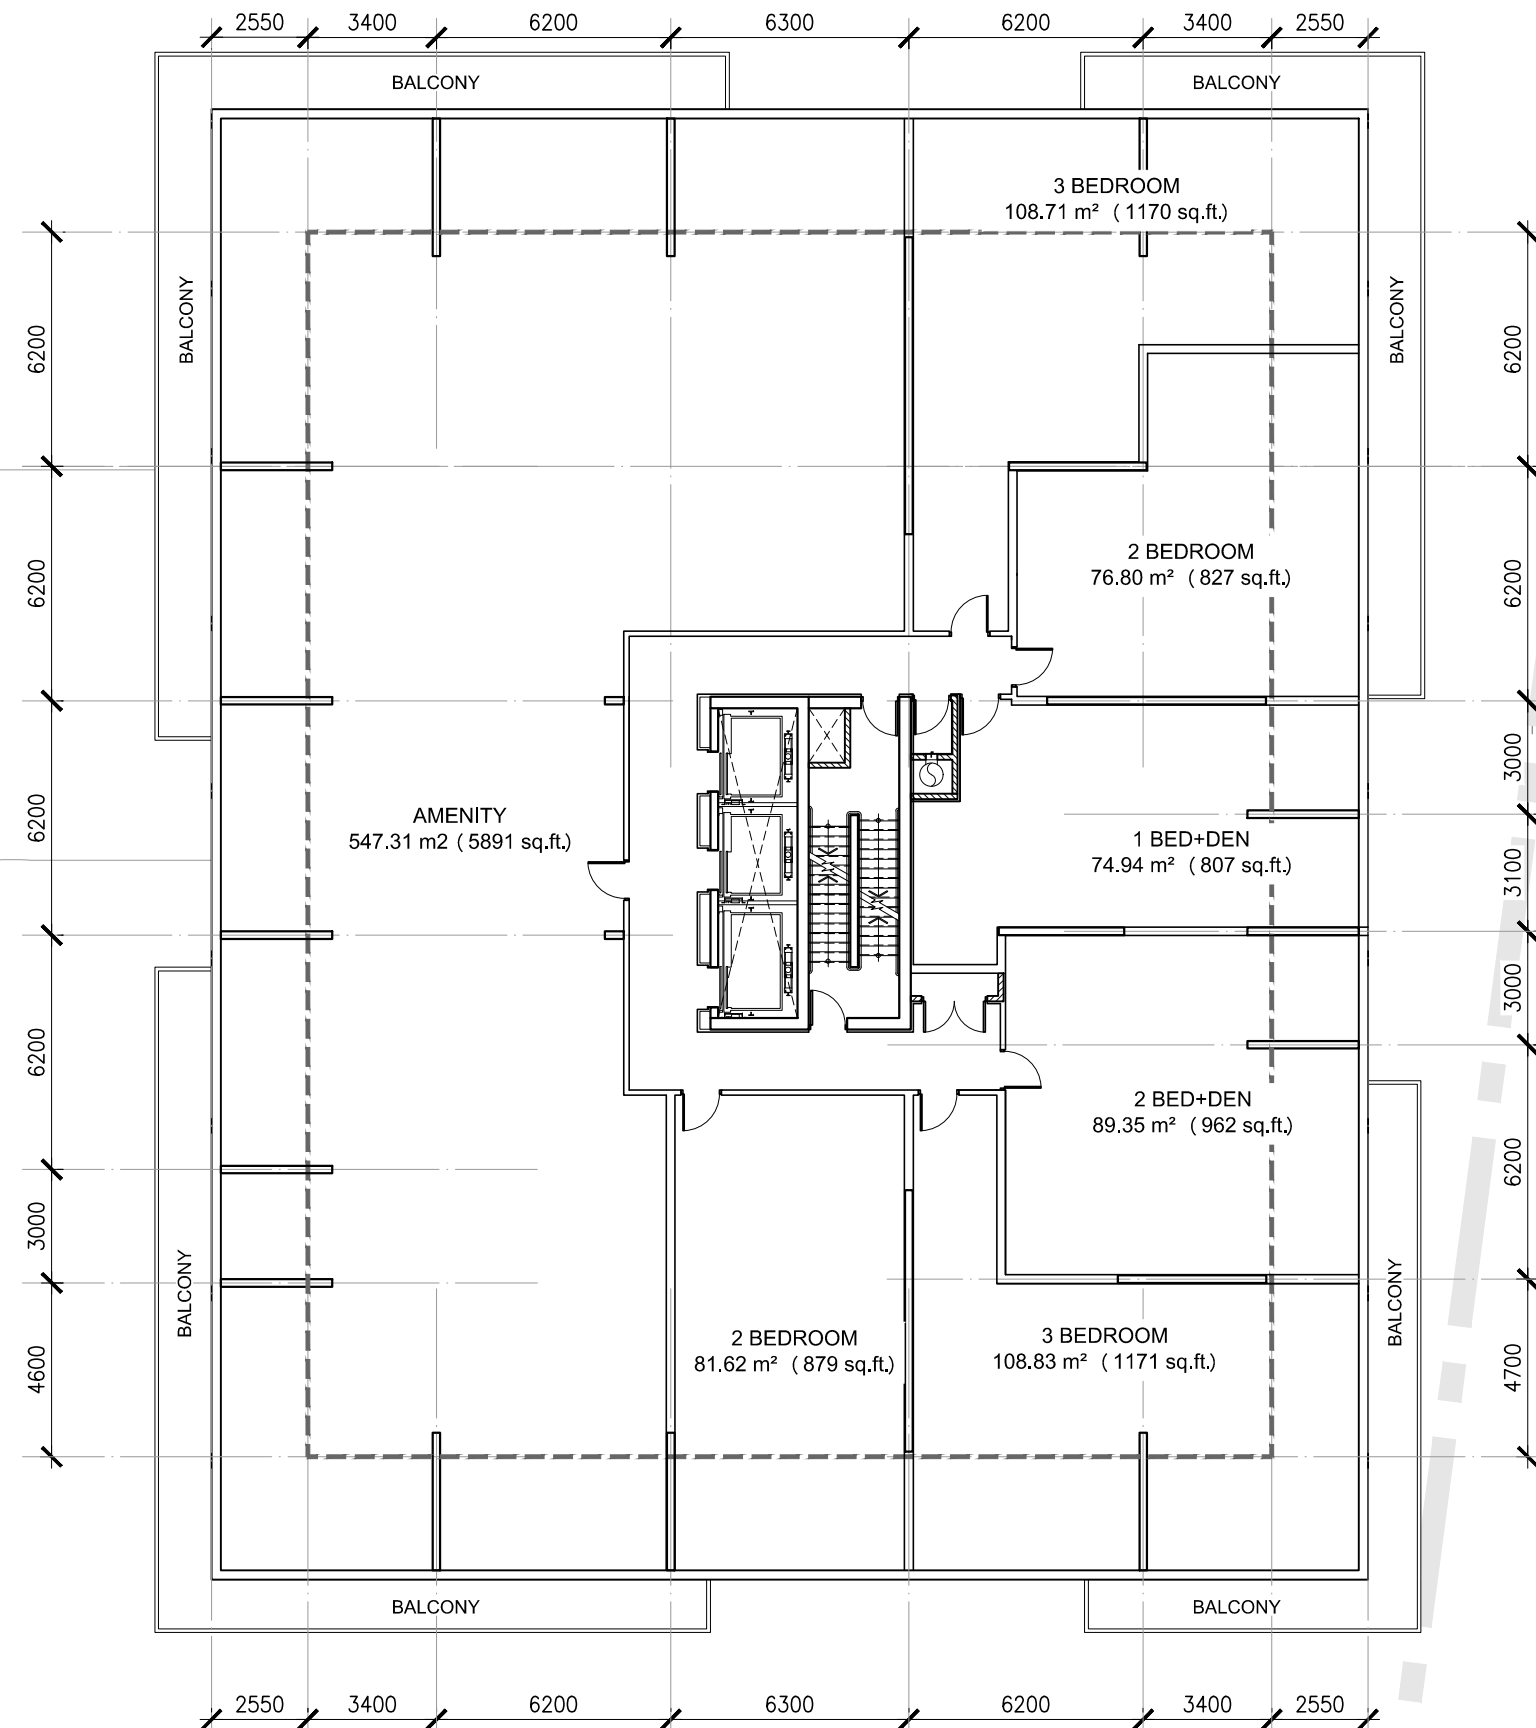 2550 3400 6200 6300 6200 3400 2550
BALCONY
BALCONY
3 BEDROOM
108.71 m² (1170 sq.ft.)
BALCONY
BALCONY
6200
6200
2 BEDROOM
76.80 m² (827 sq.ft.)
6200
6200
3000
AMENITY
547.31 m2 (5891 sq.ft.)
6200
1 BED+DEN
74.94 m² (807 sq.ft.)
3100
3000
6200
2 BED+DEN
89.35 m² (962 sq.ft.)
6200
3000
BALCONY
BALCONY
2 BEDROOM
81.62 m² (879 sq.ft.)
3 BEDROOM
108.83 m² (1171 sq.ft.)
4600
4700
BALCONY
BALCONY
2550 3400 6200 6300 6200 3400 2550